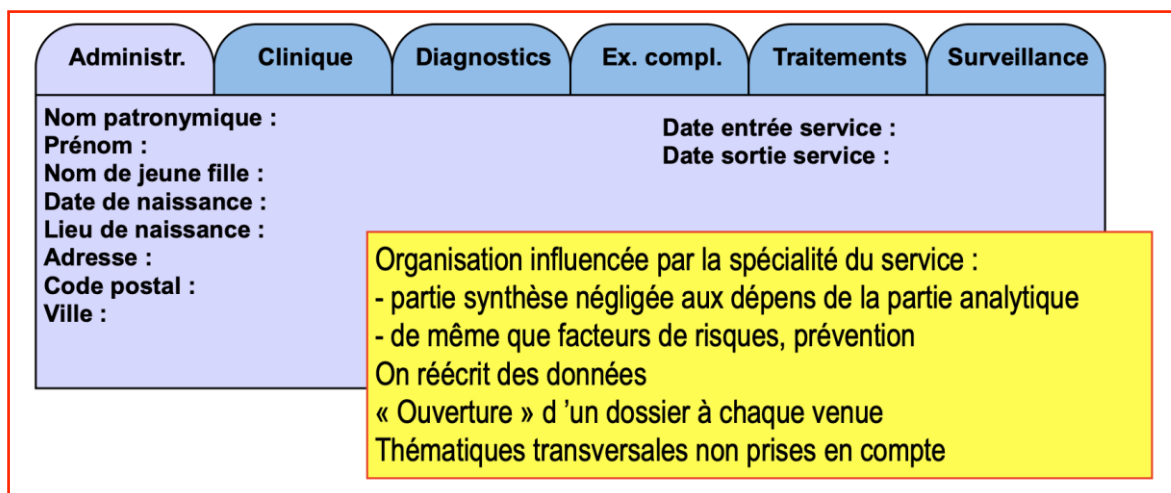 Administr. Clinique Diagnostics Ex. compl. Traitements Surveillance
Nom patronymique :
Prénom :
Nom de jeune fille :
Date de naissance :
Lieu de naissance :
Adresse :
Code postal :
Ville :
Date entrée service :
Date sortie service :
Organisation influencée par la spécialité du service :
- partie synthèse négligée aux dépens de la partie analytique
- de même que facteurs de risques, prévention
On réécrit des données
« Ouverture » d ’un dossier à chaque venue
Thématiques transversales non prises en compte